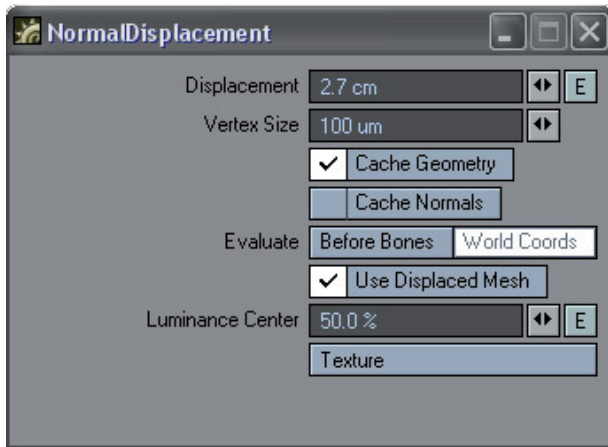 NormalDisplacement
Displacement 2.7 cm E
Vertex Size 100 um
Cache Geometry
Cache Normals
Evaluate Before Bones World Coords
Use Displaced Mesh
Luminance Center 50.0 % E
Texture